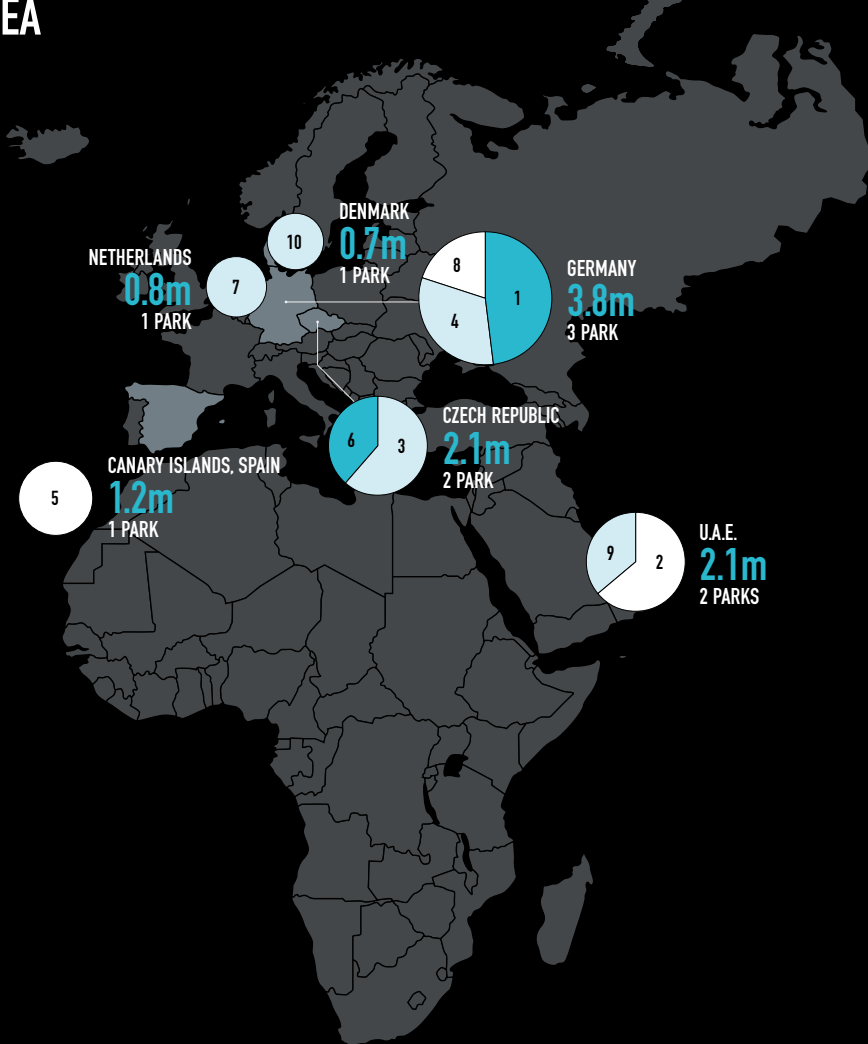 EA
DENMARK
0.7m
1 PARK
10
NETHERLANDS
0.8m
1 PARK
7
GERMANY
3.8m
3 PARK
8
1
4
CZECH REPUBLIC
2.1m
2 PARK
6
3
CANARY ISLANDS, SPAIN
1.2m
1 PARK
5
U.A.E.
2.1m
2 PARKS
9
2